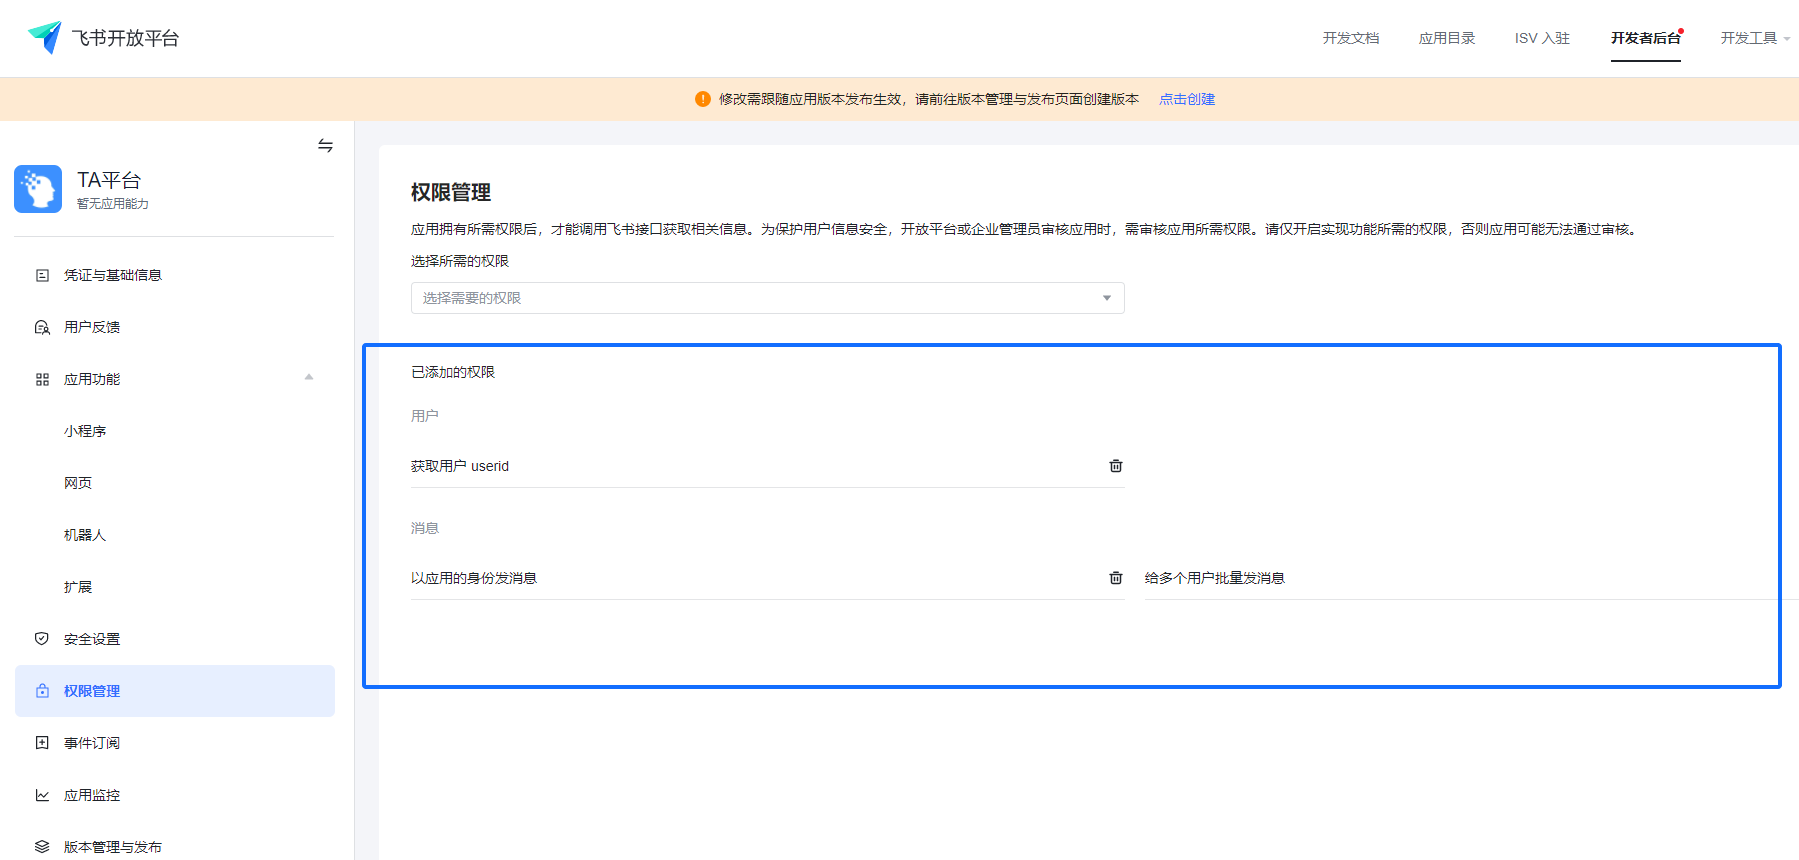 飞书开放平台
开发文档
应用目录
ISV 入驻
开发者后台
开发工具
修改需跟随应用版本发布生效，请前往版本管理与发布页面创建版本 点击创建
TA平台
暂无应用能力
凭证与基础信息
用户反馈
应用功能
小程序
网页
机器人
扩展
安全设置
权限管理
事件订阅
应用监控
版本管理与发布
权限管理
应用拥有所需权限后，才能调用飞书接口获取相关信息。为保护用户信息安全，开放平台或企业管理员审核应用时，需审核应用所需权限。请仅开启实现功能所需的权限，否则应用可能无法通过审核。
选择所需的权限
选择需要的权限
已添加的权限
用户
获取用户 userid
消息
以应用的身份发消息
给多个用户批量发消息